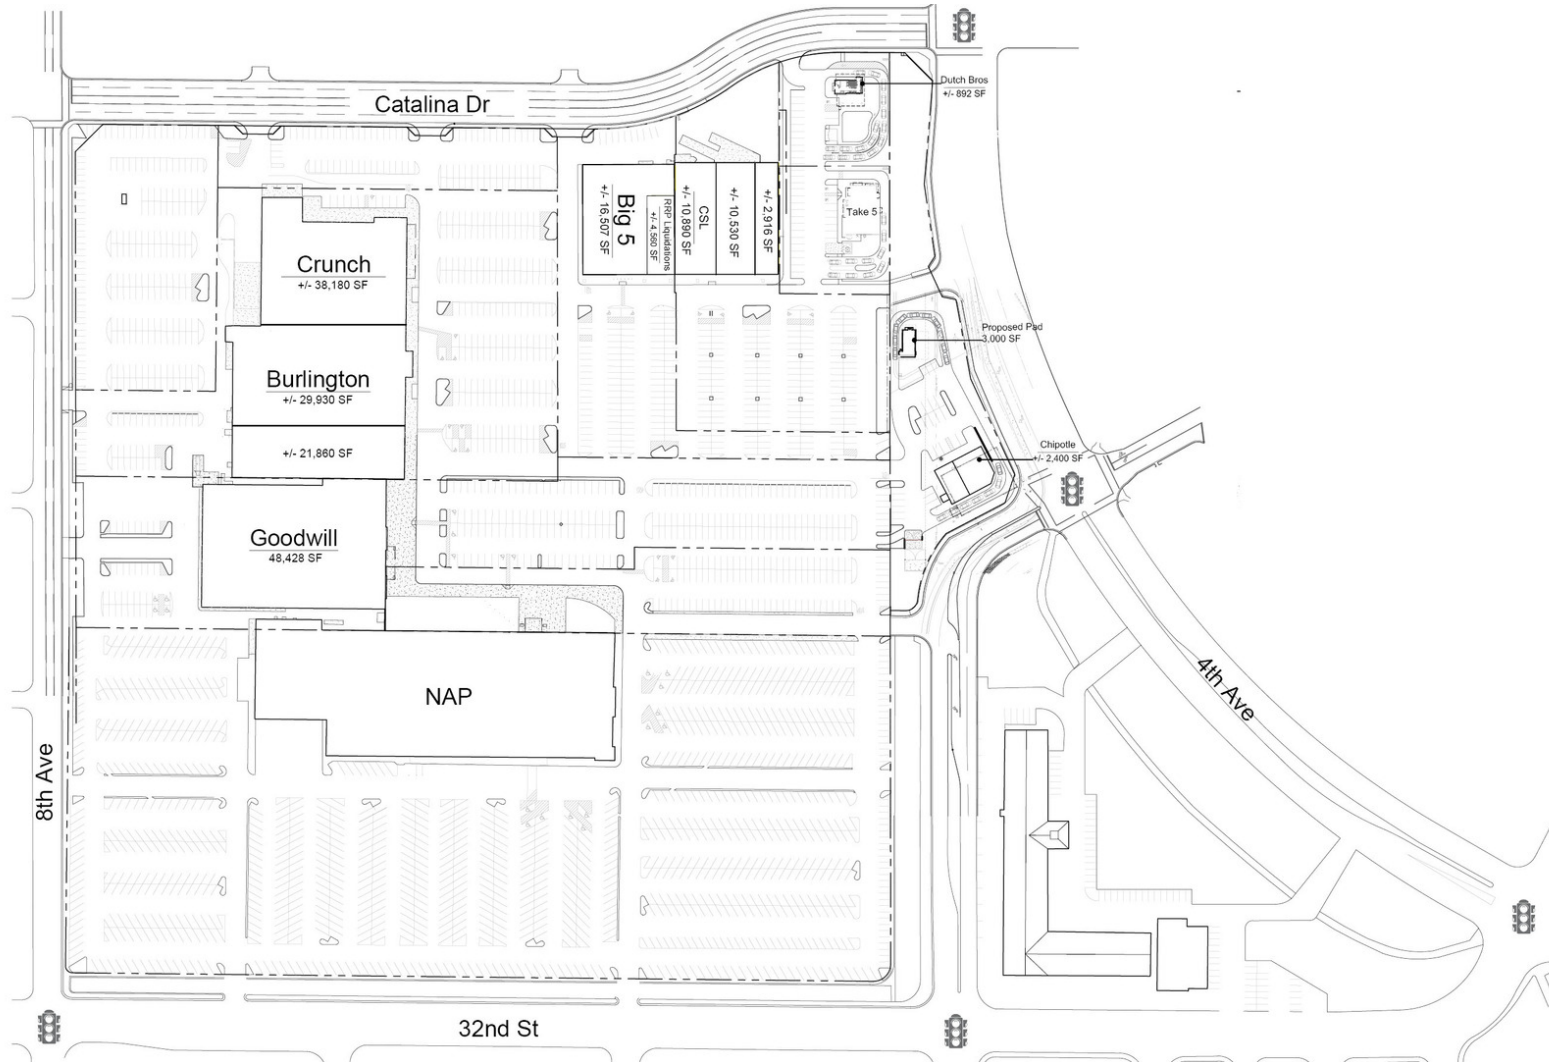 Catalina Dr
Dutch Bros
+/- 892 SF
Take 5
Big 5
+/- 16,507 SF
RRP Liquidations
+/- 4,560 SF
CSL
+/- 10,890 SF
+/- 10,530 SF
+/- 2,916 SF
Crunch
+/- 38,180 SF
Proposed Pad
3,000 SF
Burlington
+/- 29,930 SF
+/- 21,860 SF
Chipotle
+/- 2,400 SF
Goodwill
48,428 SF
NAP
4th Ave
8th Ave
32nd St